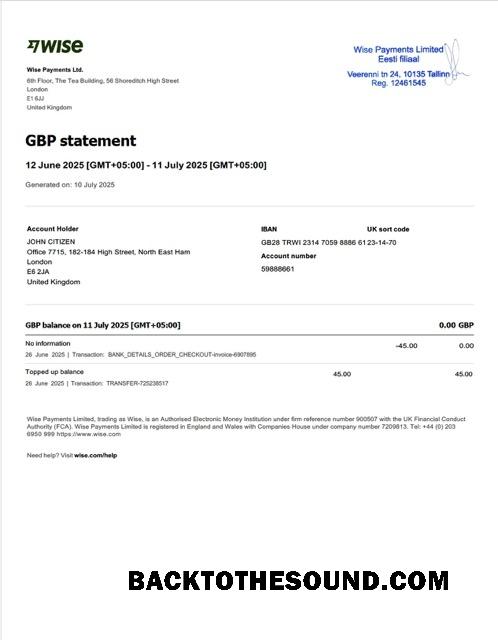 WISE
Wise Payments Limited
Eesti filiaal
Veerenni tn 24, 10135 Tallinn
Reg. 12461545
Wise Payments Ltd.
6th Floor, The Tea Building, 56 Shoreditch High Street
London
E1 6JJ
United Kingdom
GBP statement
12 June 2025 [GMT+05:00] - 11 July 2025 [GMT+05:00]
Generated on: 10 July 2025
Account Holder
JOHN CITIZEN
Office 7715, 182-184 High Street, North East Ham
London
E6 2JA
United Kingdom
IBAN UK sort code
GB28 TRWI 2314 7059 8886 61 23-14-70
Account number
59888661
GBP balance on 11 July 2025 [GMT+05:00] 0.00 GBP
No information -45.00 0.00
26 June 2025 | Transaction: BANK_DETAILS_ORDER_CHECKOUT-invoice-6907895
Topped up balance 45.00 45.00
26 June 2025 | Transaction: TRANSFER-725238517
Wise Payments Limited, trading as Wise, is an Authorised Electronic Money Institution under firm reference number 900507 with the UK Financial Conduct
Authority (FCA). Wise Payments Limited is registered in England and Wales with Companies House under company number 7209813. Tel: +44 (0) 203
6950 999 https://www.wise.com
Need help? Visit wise.com/help
BACKTOTHESOUND.COM